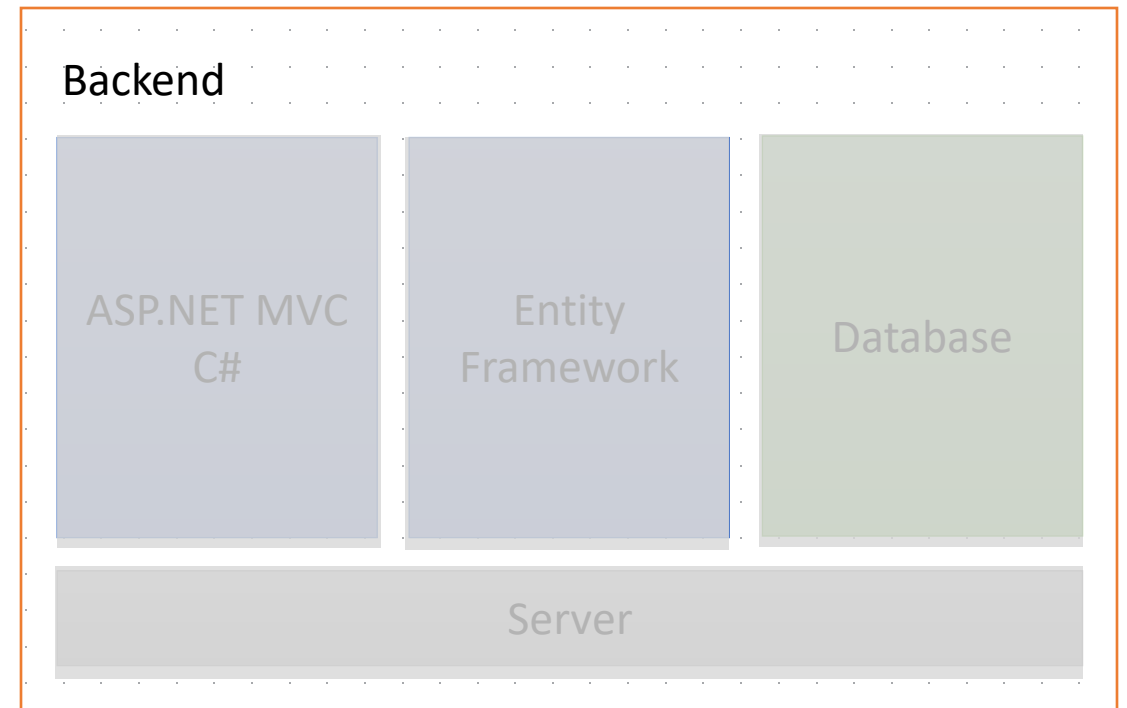 Backend
ASP.NET MVC
C#
Entity
Framework
Database
Server